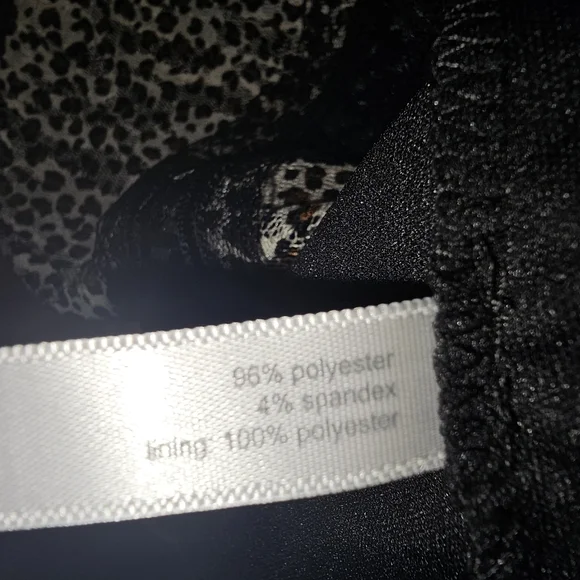 96% polyester
4% spandex
lining: 100% polyester